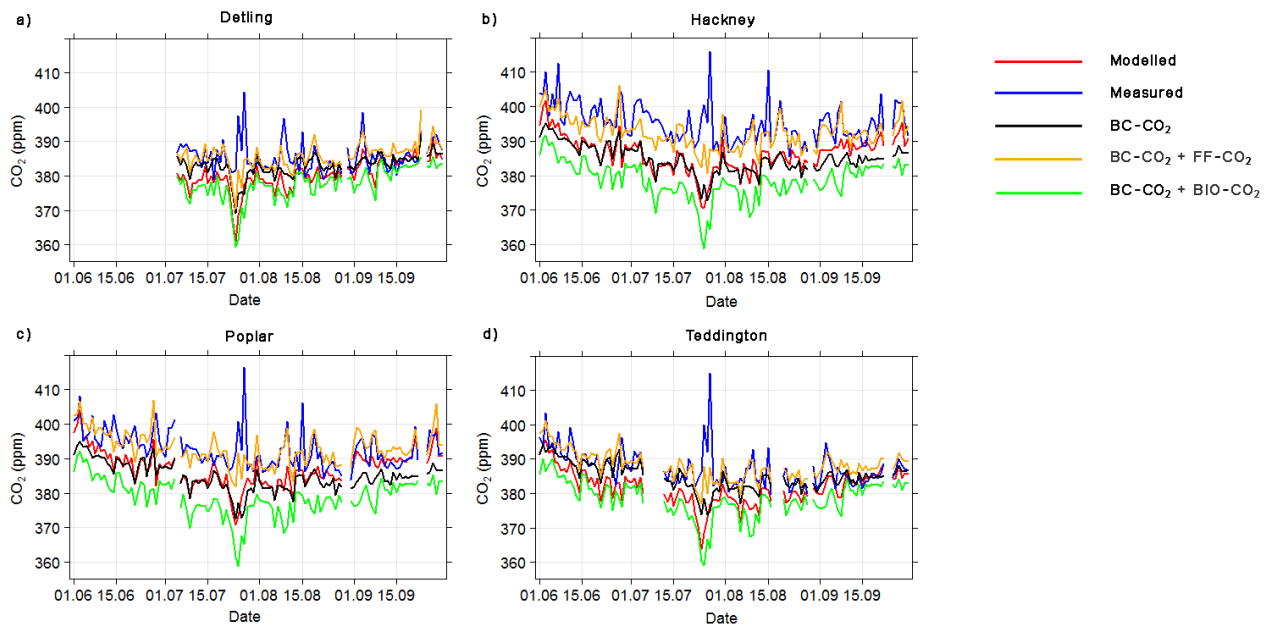 a) Detling
CO₂ (ppm)
410
400
390
380
370
360
01.06 15.06 01.07 15.07 01.08 15.08 01.09 15.09
Date
b) Hackney
CO₂ (ppm)
410
400
390
380
370
360
01.06 15.06 01.07 15.07 01.08 15.08 01.09 15.09
Date
Modelled
Measured
BC-CO₂
BC-CO₂ + FF-CO₂
BC-CO₂ + BIO-CO₂
c) Poplar
CO₂ (ppm)
410
400
390
380
370
360
01.06 15.06 01.07 15.07 01.08 15.08 01.09 15.09
Date
d) Teddington
CO₂ (ppm)
410
400
390
380
370
360
01.06 15.06 01.07 15.07 01.08 15.08 01.09 15.09
Date